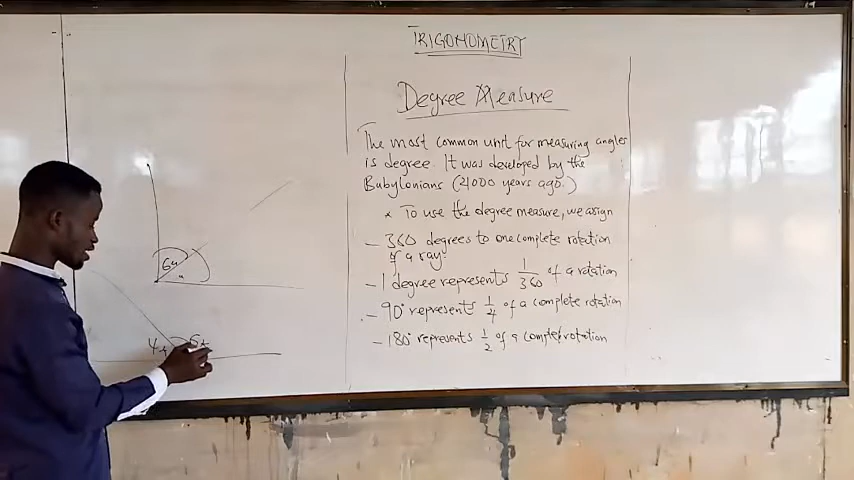 TRIGONOMETRY
Degree Measure
The most common unit for measuring angles
is degree. It was developed by the
Babylonians (4000 years ago.)
* To use the degree measure, we assign
- 360 degrees to one complete rotation
of a ray.
- 1 degree represents 1/360 of a rotation
- 90° represents 1/4 of a complete rotation
- 180° represents 1/2 of a complete rotation
6a